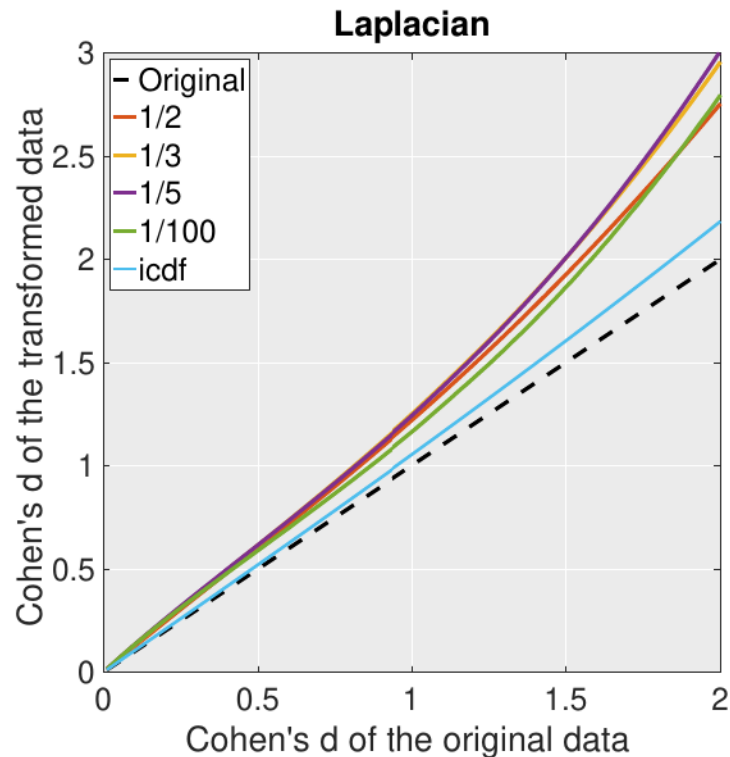 Laplacian
Cohen's d of the transformed data
3
2.5
2
1.5
1
0.5
0
Original
1/2
1/3
1/5
1/100
icdf
0 0.5 1 1.5 2
Cohen's d of the original data